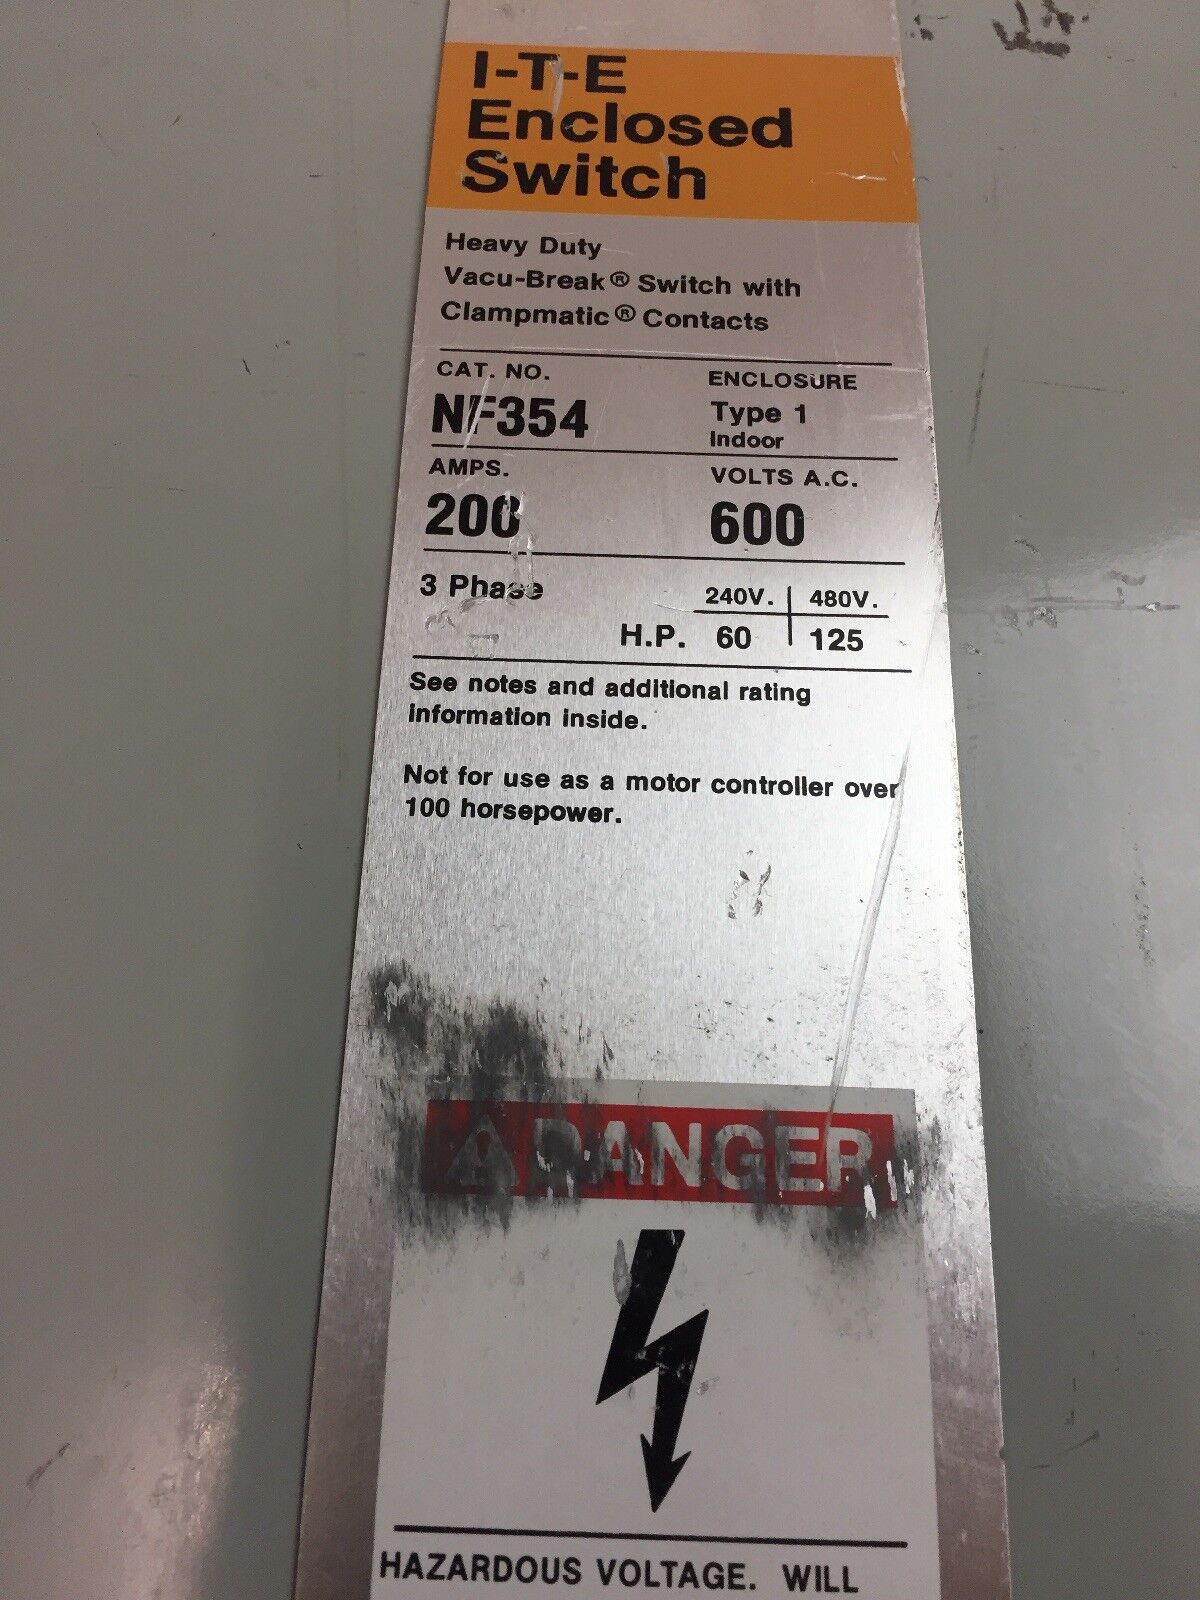 I-T-E
Enclosed
Switch
Heavy Duty
Vacu-Break® Switch with
Clampmatic® Contacts
CAT. NO. ENCLOSURE
NF354 Type 1
Indoor
AMPS. VOLTS A.C.
200 600
3 Phase 240V. 480V.
H.P. 60 125
See notes and additional rating
information inside.
Not for use as a motor controller over
100 horsepower.
DANGER
HAZARDOUS VOLTAGE. WILL